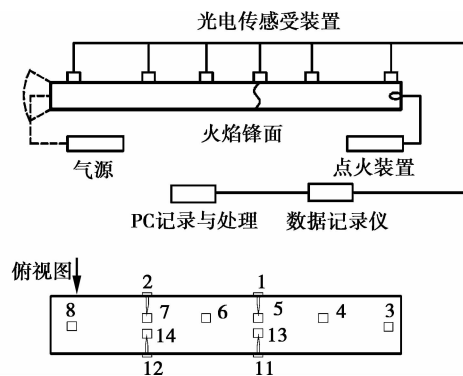 光电传感受装置
火焰锋面
气源
点火装置
PC记录与处理
数据记录仪
俯视图
2 1
8 7 6 5 4 3
14 13
12 11